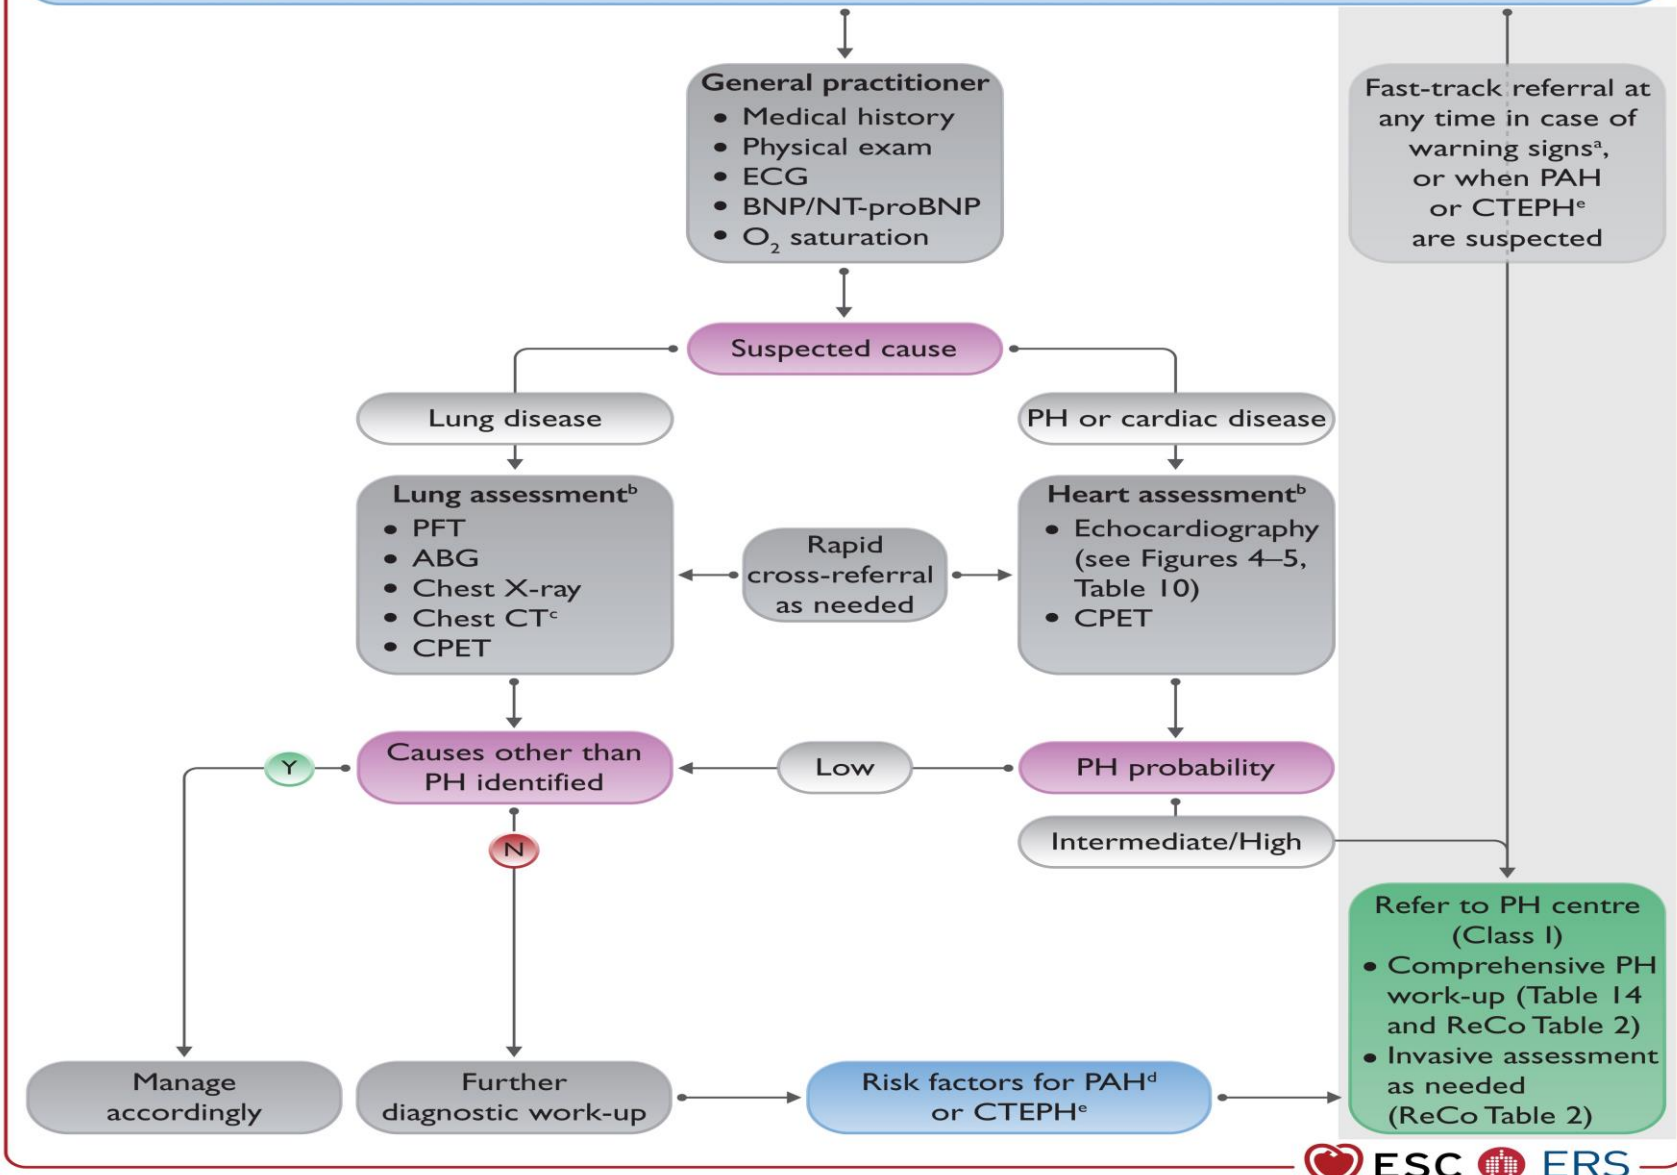 General practitioner
• Medical history
• Physical exam
• ECG
• BNP/NT-proBNP
• O₂ saturation
Fast-track referral at
any time in case of
warning signsᵃ,
or when PAH
or CTEPHᵉ
are suspected
Suspected cause
Lung disease
PH or cardiac disease
Lung assessmentᵇ
• PFT
• ABG
• Chest X-ray
• Chest CTᶜ
• CPET
Rapid
cross-referral
as needed
Heart assessmentᵇ
• Echocardiography
(see Figures 4–5,
Table 10)
• CPET
Y
Causes other than
PH identified
Low
PH probability
N
Intermediate/High
Refer to PH centre
(Class I)
• Comprehensive PH
work-up (Table 14
and ReCo Table 2)
• Invasive assessment
as needed
(ReCo Table 2)
Manage
accordingly
Further
diagnostic work-up
Risk factors for PAHᵈ
or CTEPHᵉ
ESC ERS